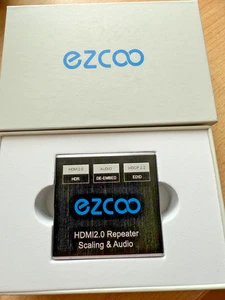 ezcoo
HDMI2.0 AUDIO HDCP 2.2
HDR DE-EMBED EDID
ezcoo
HDMI2.0 Repeater
Scaling & Audio